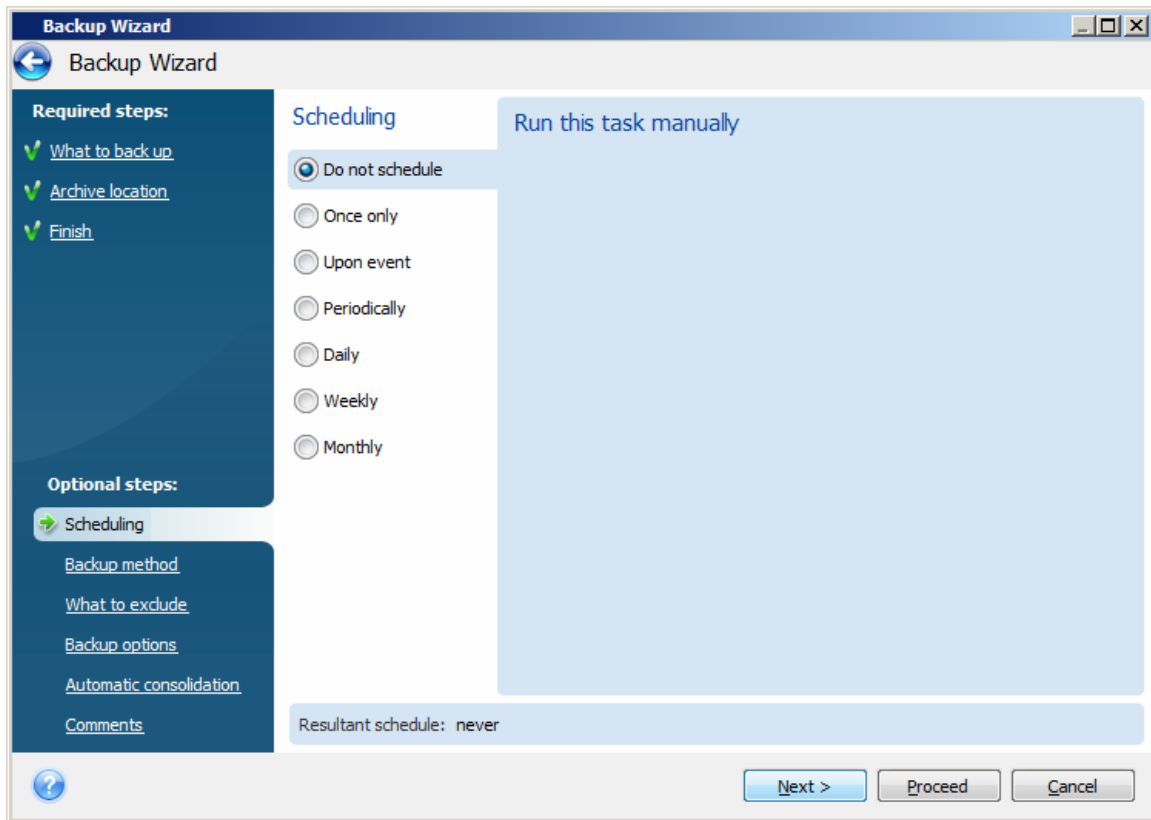 Backup Wizard
Backup Wizard
Required steps:
What to back up
Archive location
Finish
Optional steps:
Scheduling
Backup method
What to exclude
Backup options
Automatic consolidation
Comments
Scheduling
Do not schedule
Once only
Upon event
Periodically
Daily
Weekly
Monthly
Run this task manually
Resultant schedule: never
?
Next >
Proceed
Cancel